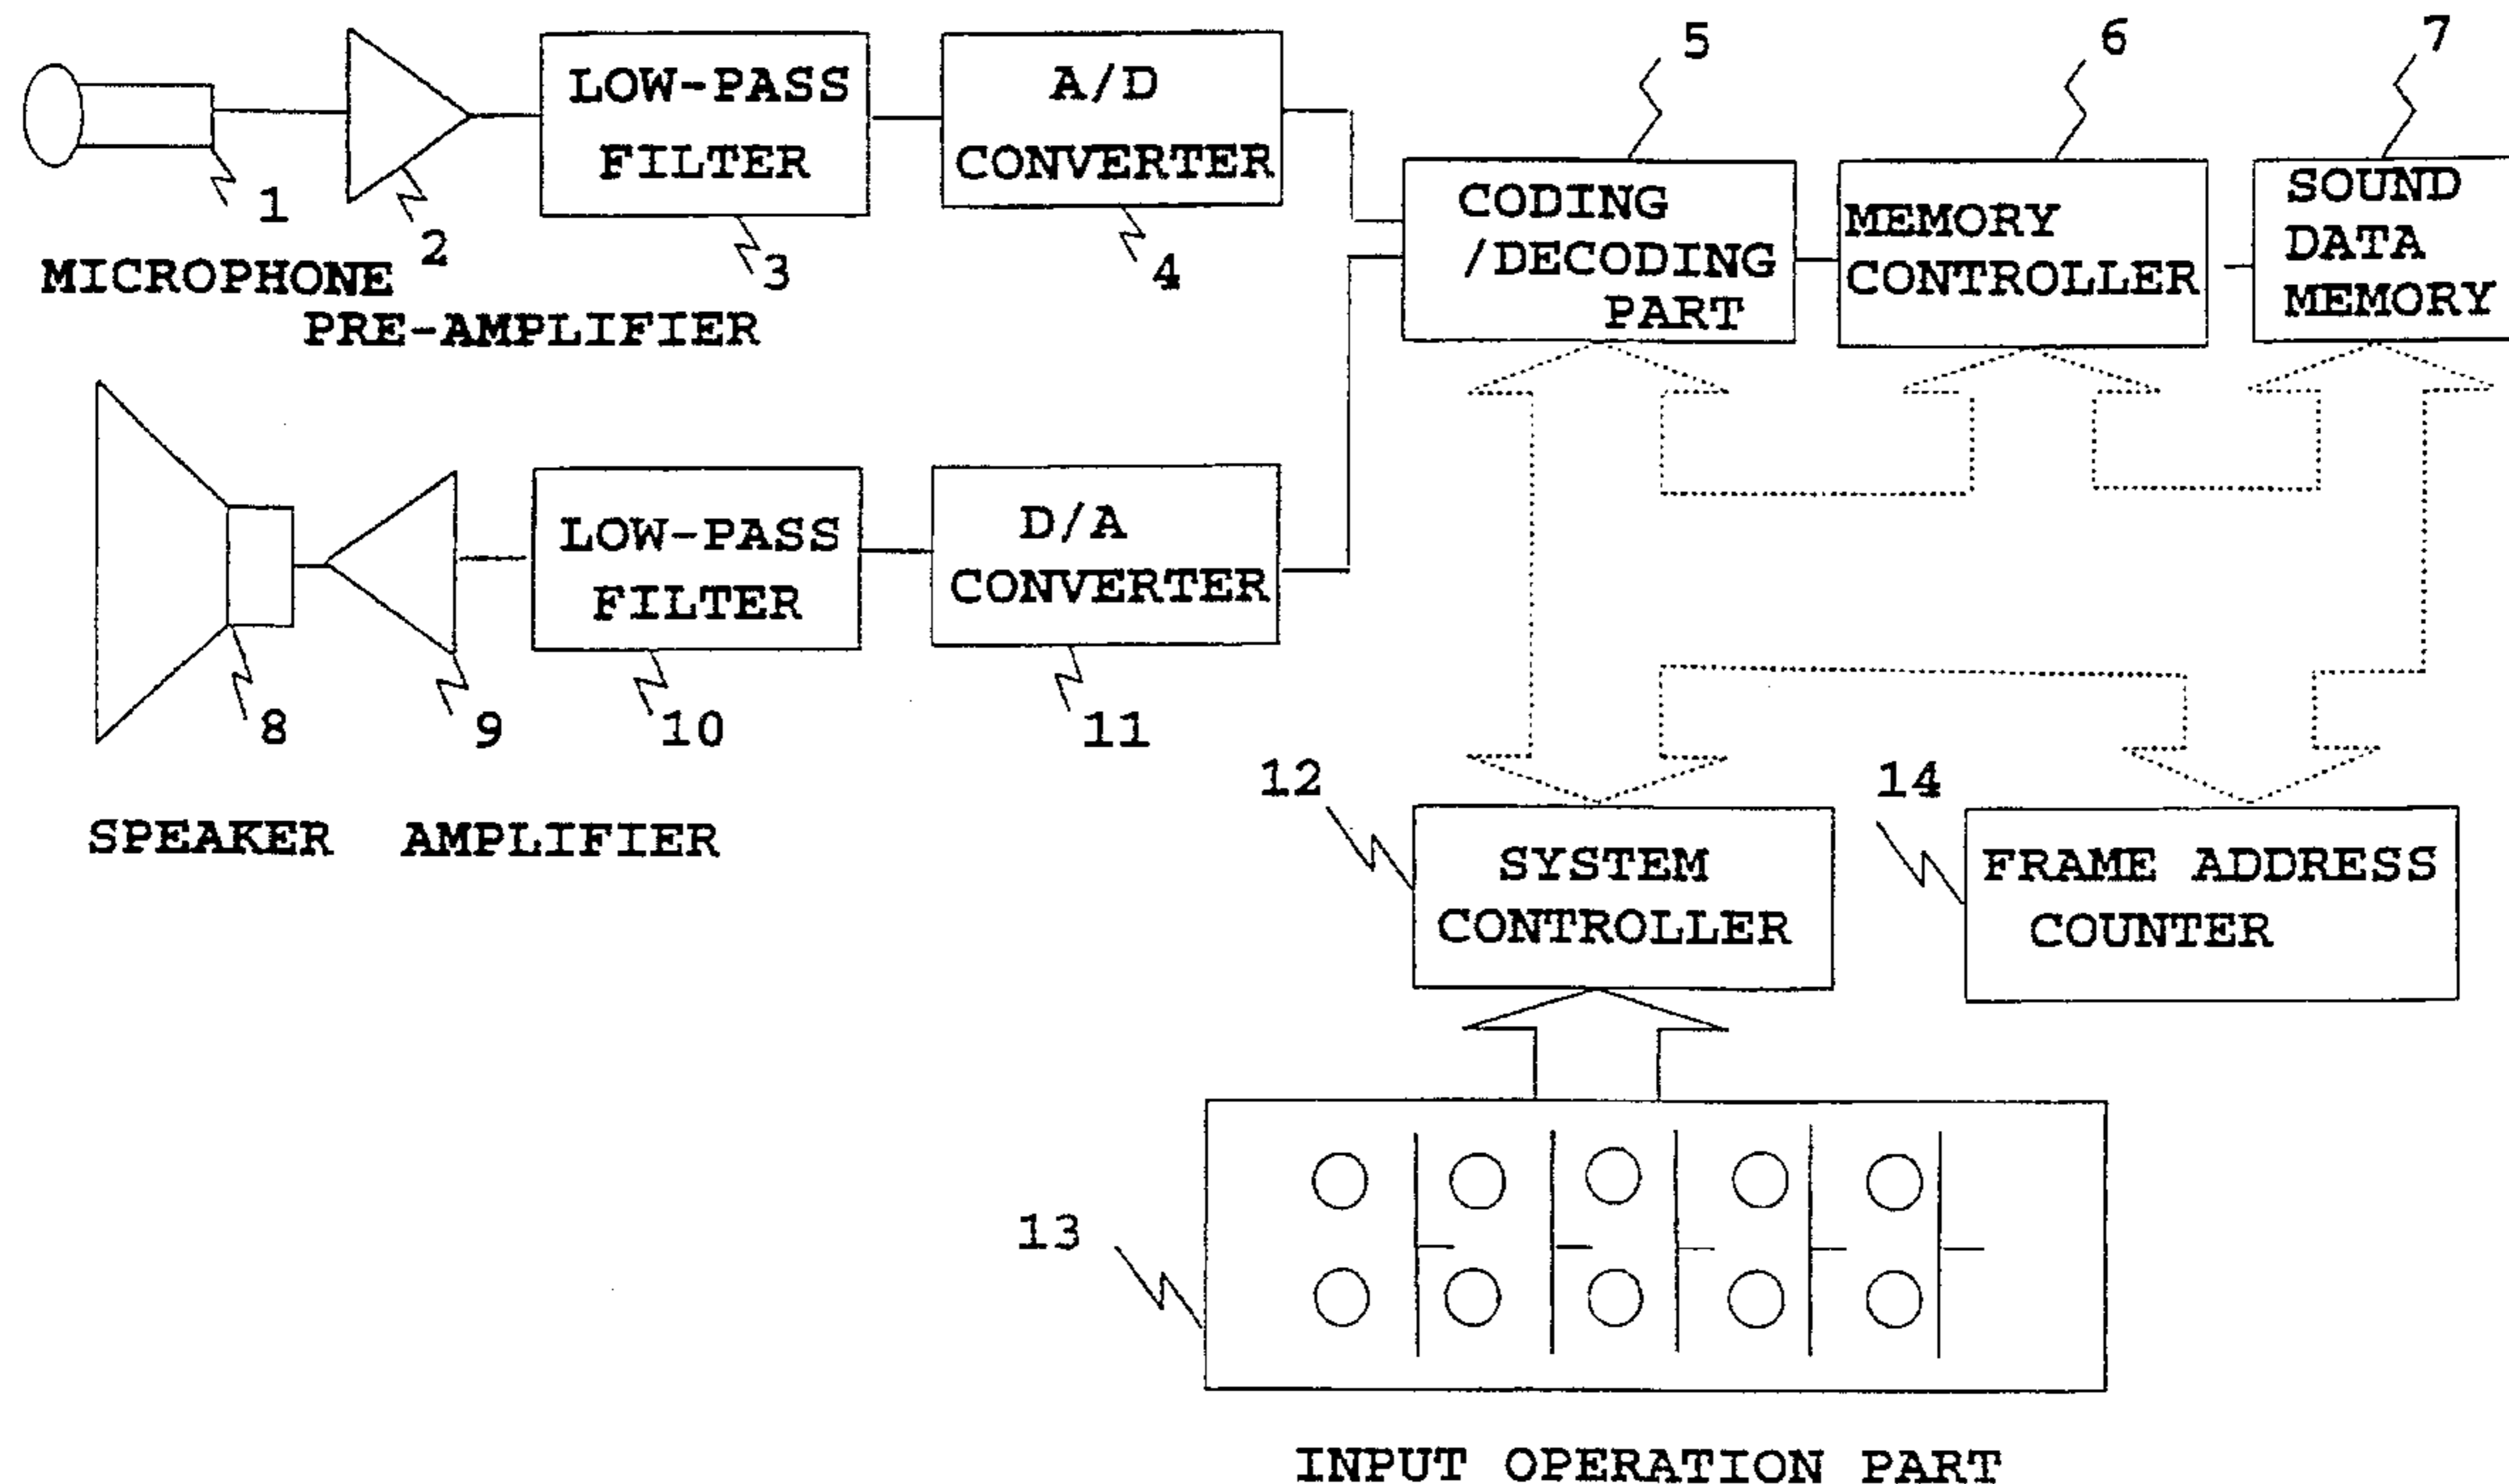 LOW-PASS
FILTER
A/D
CONVERTER
5
6
7
CODING
/DECODING
PART
MEMORY
CONTROLLER
SOUND
DATA
MEMORY
1
2
3
4
MICROPHONE
PRE-AMPLIFIER
LOW-PASS
FILTER
D/A
CONVERTER
8
9
10
11
SPEAKER
AMPLIFIER
12
14
SYSTEM
CONTROLLER
FRAME ADDRESS
COUNTER
13
INPUT OPERATION PART